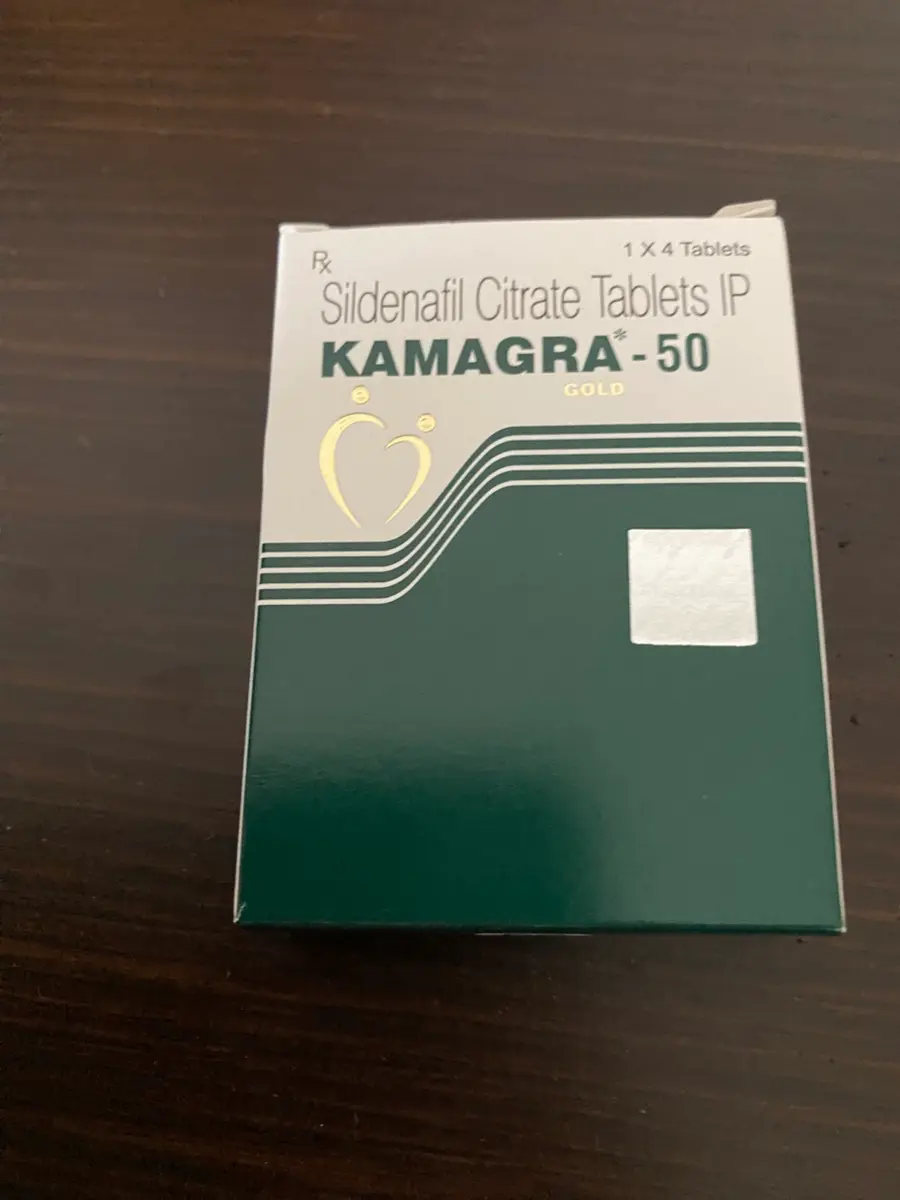 Rx
1 X 4 Tablets
Sildenafil Citrate Tablets IP
KAMAGRA* - 50
GOLD